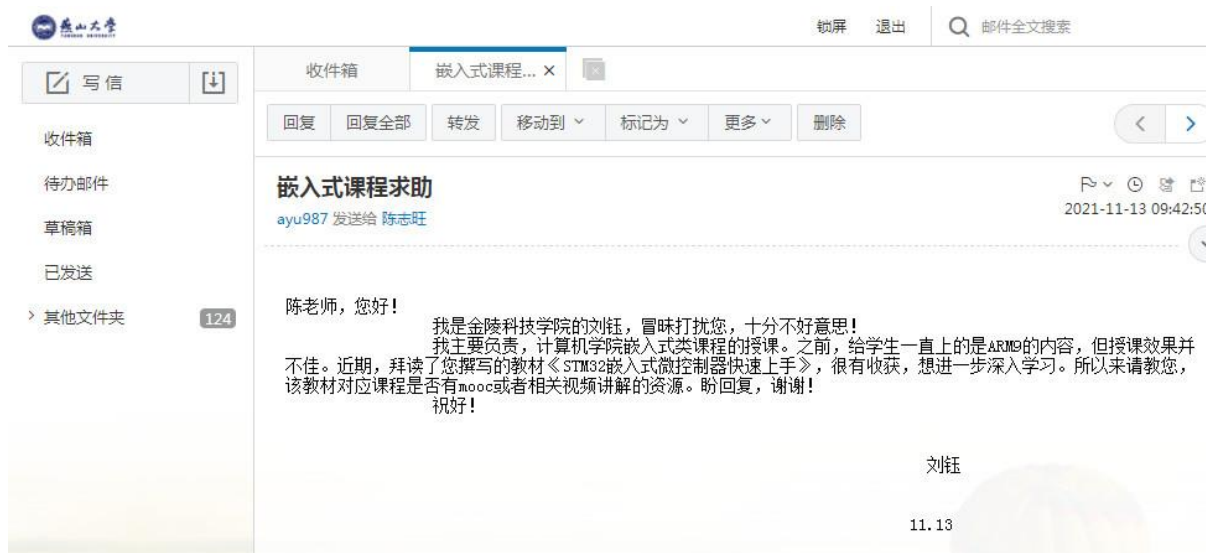 燕山大学
YANSHAN UNIVERSITY
锁屏 退出 邮件全文搜索
写信
收件箱 嵌入式课程... ×
回复 回复全部 转发 移动到 标记为 更多 删除
收件箱
待办邮件
草稿箱
已发送
其他文件夹 124
嵌入式课程求助
ayu987 发送给 陈志旺
2021-11-13 09:42:50
陈老师，您好！
我是金陵科技学院的刘钰，冒昧打扰您，十分不好意思！
我主要负责，计算机学院嵌入式类课程的授课。之前，给学生一直上的是ARM9的内容，但授课效果并
不佳。近期，拜读了您撰写的教材《STM32嵌入式微控制器快速上手》，很有收获，想进一步深入学习。所以来请教您，
该教材对应课程是否有mooc或者相关视频讲解的资源。盼回复，谢谢！
祝好！
刘钰
11.13